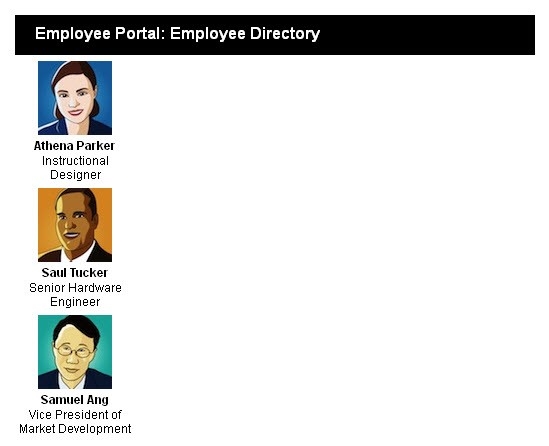 Employee Portal: Employee Directory
Athena Parker
Instructional
Designer
Saul Tucker
Senior Hardware
Engineer
Samuel Ang
Vice President of
Market Development